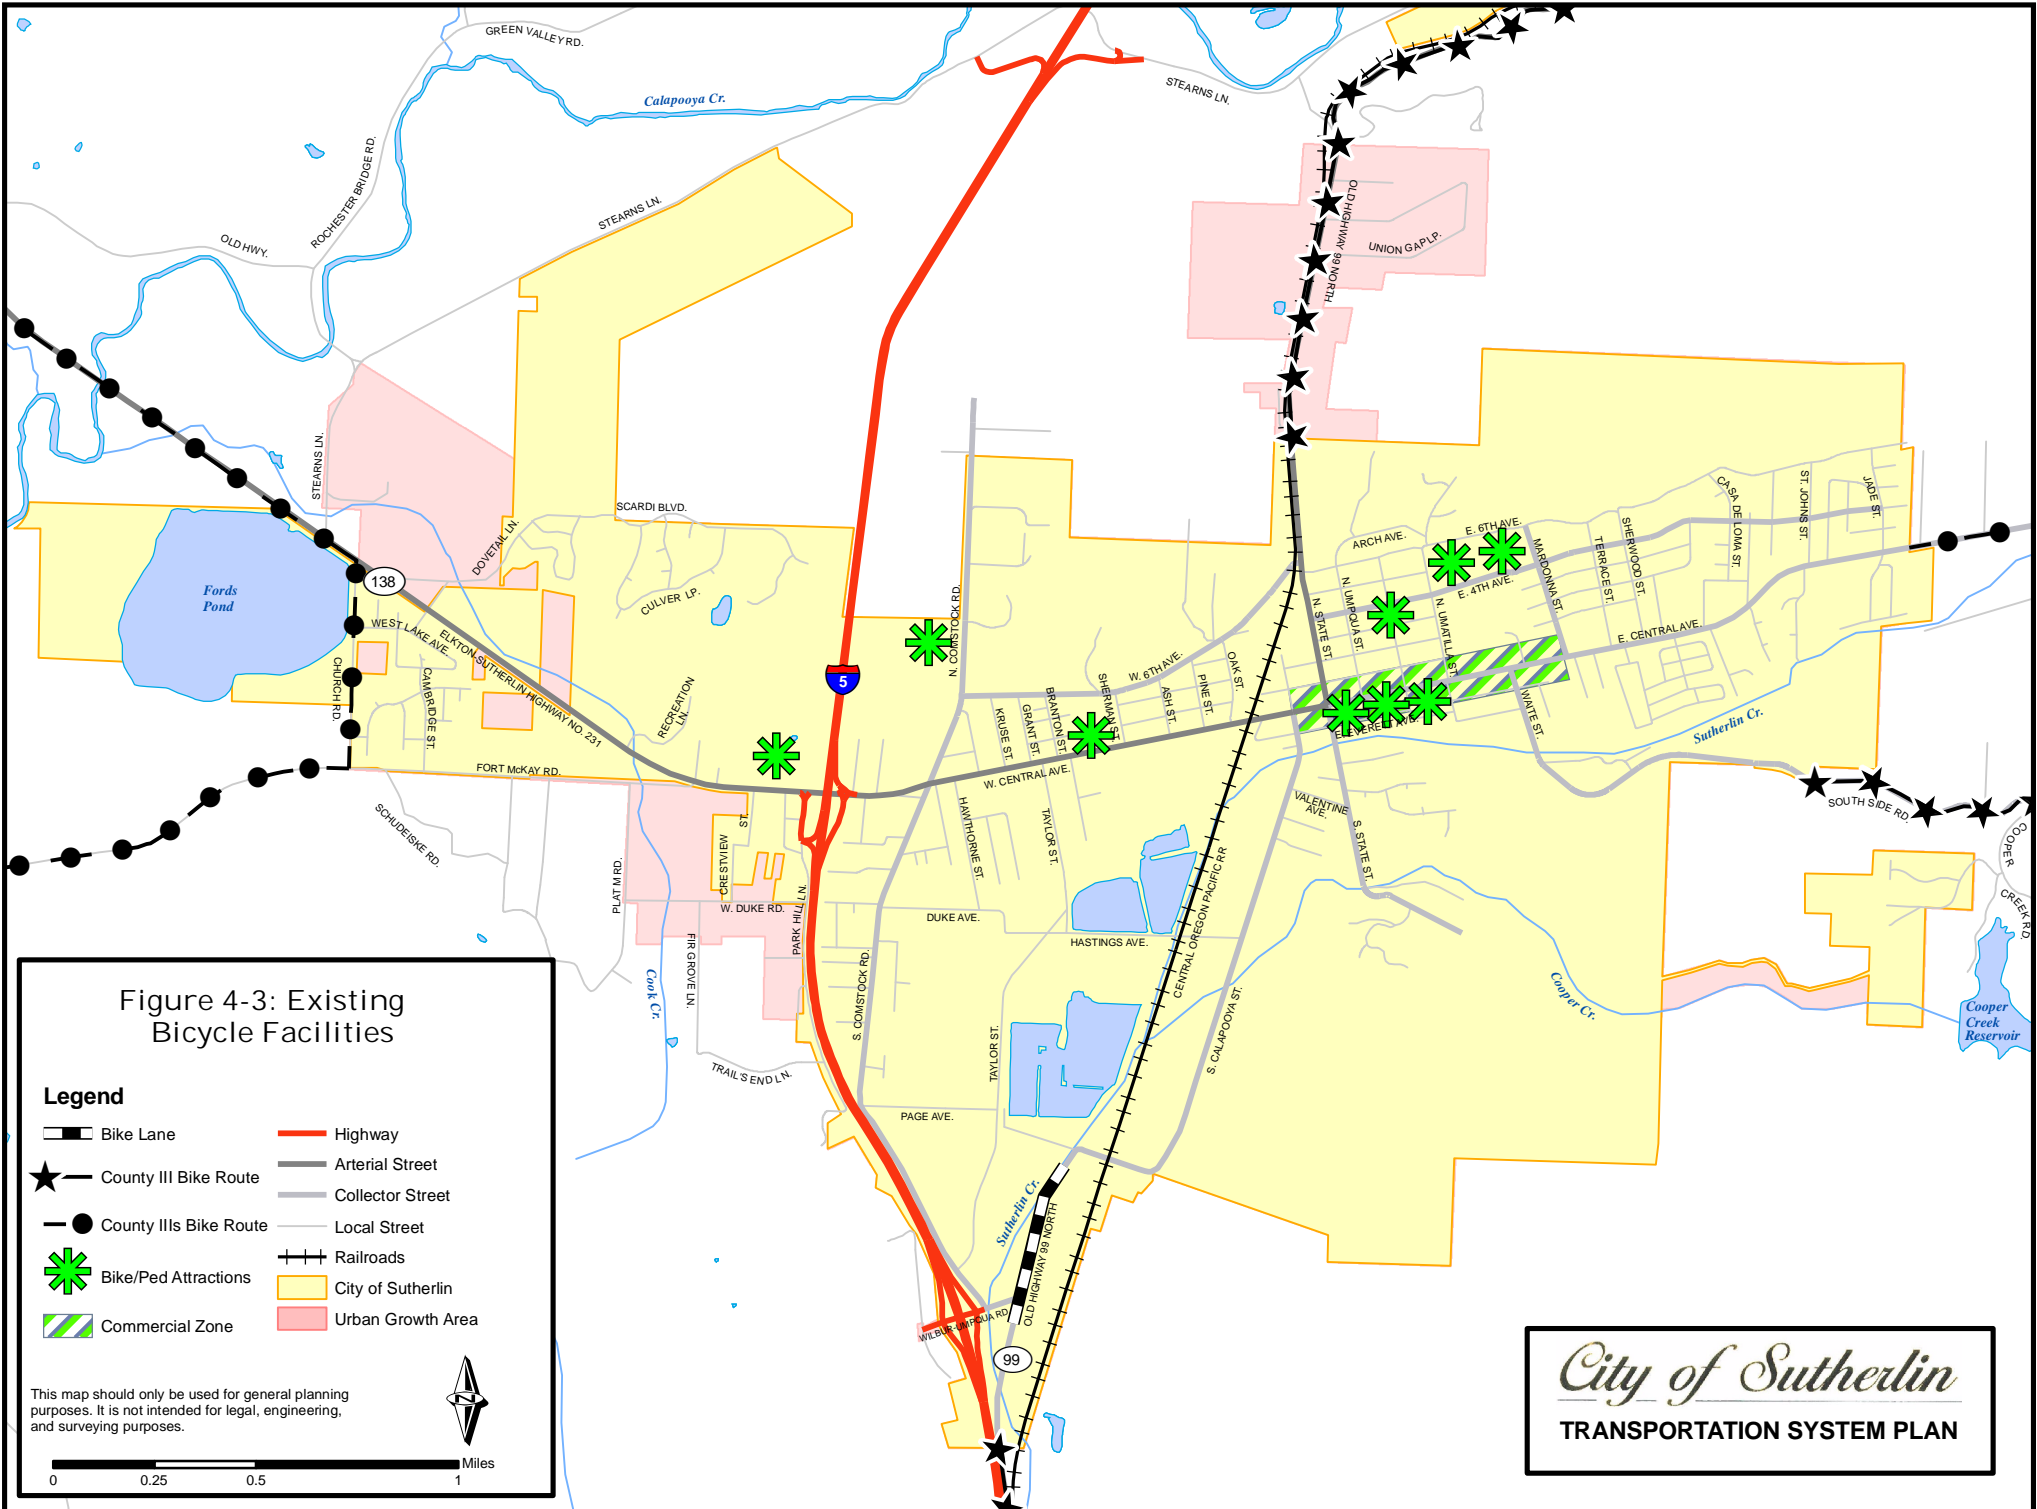 GREEN VALLEY RD.
Calapooya Cr.
STEARNS LN.
ROCHESTER BRIDGE RD.
OLD HWY.
STEARNS LN.
OLD HIGHWAY 99 NORTH
UNION GAP LP.
STEARNS LN.
SCARDI BLVD.
DOVETAIL LN.
CULVER LP.
138
Fords
Pond
WEST LAKE AVE.
ELKTON-SUTHERLIN HIGHWAY NO. 231
CHURCH RD.
CAMBRIDGE ST.
RECREATION
LN.
FORT McKAY RD.
SCHUDEISKE RD.
5
N. COMSTOCK RD.
W. 6TH AVE.
KRUSE ST.
GRANT ST.
BRANTON ST.
SHERMAN ST.
ASH ST.
PINE ST.
OAK ST.
W. CENTRAL AVE.
ARCH AVE.
E. 6TH AVE.
E. 4TH AVE.
N. STATE ST.
N. UMPQUA ST.
N. UMATILLA ST.
MARDONNA ST.
TERRACE ST.
SHERWOOD ST.
CASA DE LOMA ST.
ST. JOHNS ST.
JADE ST.
E. CENTRAL AVE.
E. EVERETT AVE.
WAITE ST.
Sutherlin Cr.
SOUTH SIDE RD.
COOPER
CREEK RD.
VALENTINE
AVE.
S. STATE ST.
HAWTHORNE ST.
TAYLOR ST.
CENTRAL OREGON PACIFIC RR
PLAT M RD.
CRESTVIEW
ST.
W. DUKE RD.
PARK HILL LN.
FIR GROVE LN.
Cook Cr.
TRAIL'S END LN.
DUKE AVE.
HASTINGS AVE.
S. COMSTOCK RD.
TAYLOR ST.
S. CALAPOOYA ST.
PAGE AVE.
Cooper Cr.
Cooper
Creek
Reservoir
Sutherlin Cr.
OLD HIGHWAY 99 NORTH
WILBUR-UMPQUA RD.
99
Figure 4-3: Existing
Bicycle Facilities
Legend
Bike Lane
County III Bike Route
County IIIs Bike Route
Bike/Ped Attractions
Commercial Zone
Highway
Arterial Street
Collector Street
Local Street
Railroads
City of Sutherlin
Urban Growth Area
N
This map should only be used for general planning
purposes. It is not intended for legal, engineering,
and surveying purposes.
Miles
0 0.25 0.5 1
City of Sutherlin
TRANSPORTATION SYSTEM PLAN